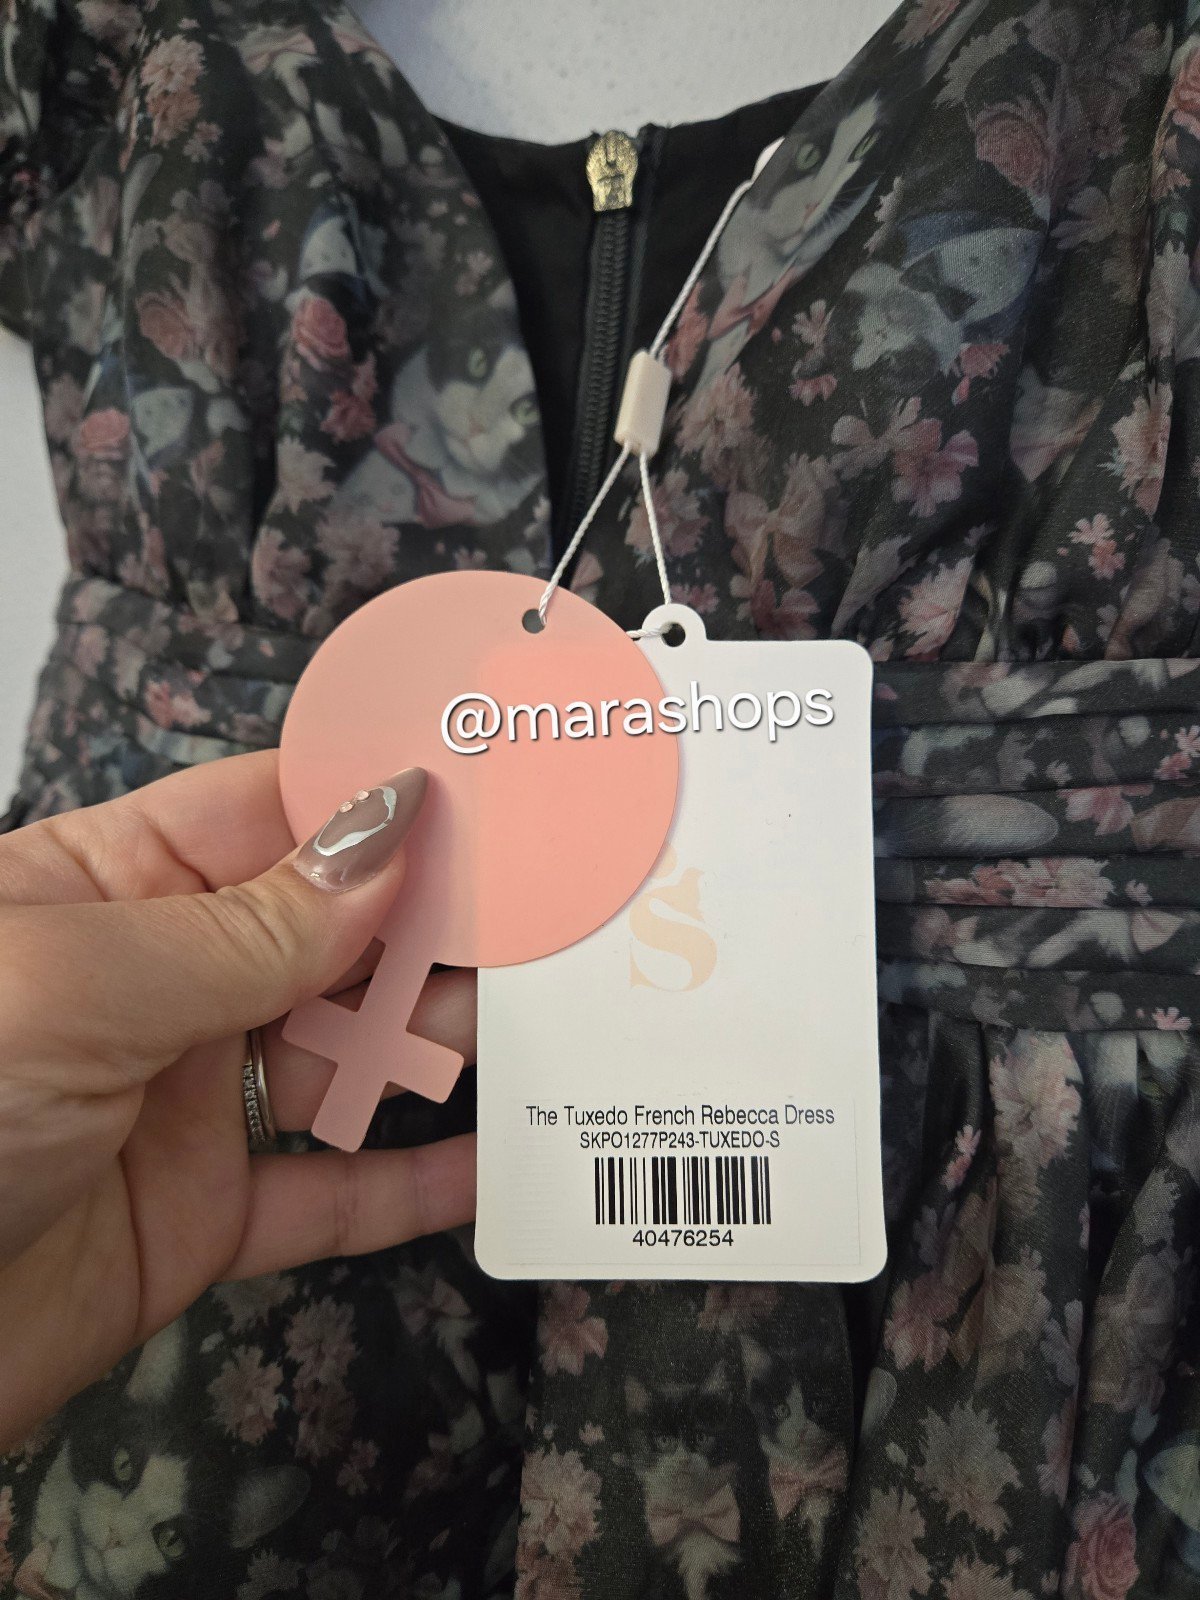 @marashops
S
The Tuxedo French Rebecca Dress
SKPO1277P243-TUXEDO-S
40476254